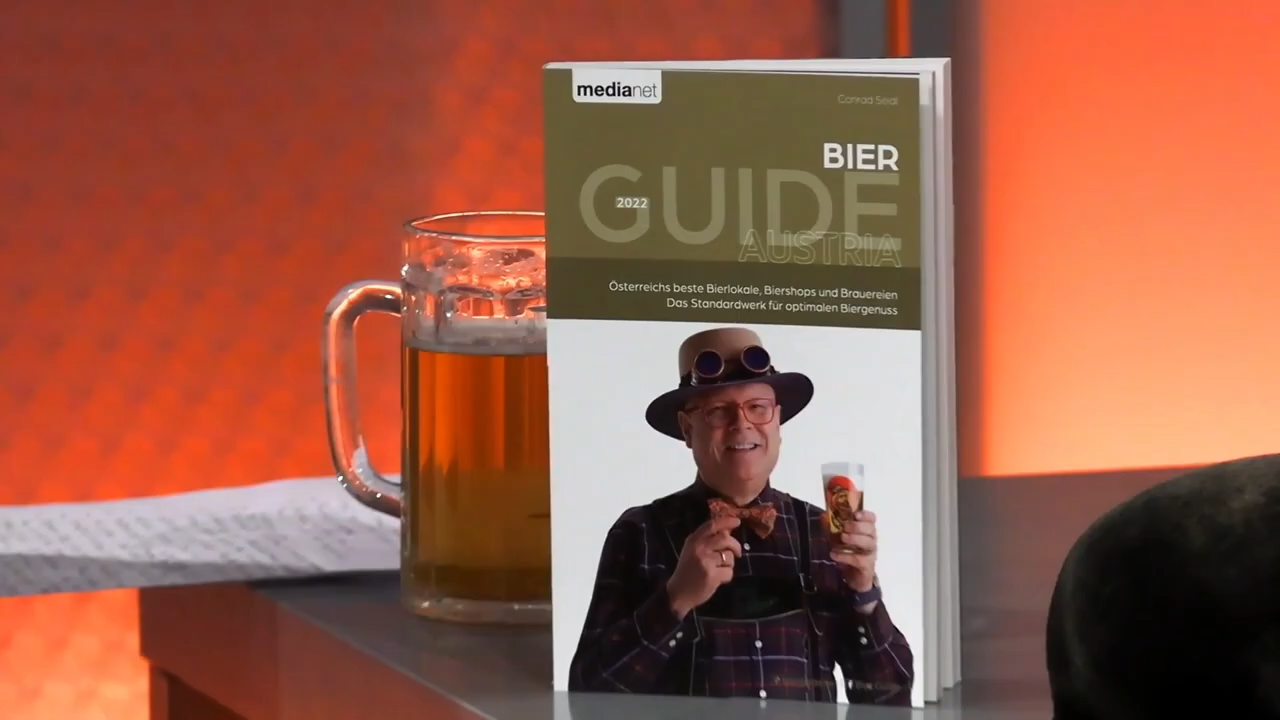 medianet
Conrad Seidl
BIER
GUIDE
2022
AUSTRIA
Österreichs beste Bierlokale, Biershops und Brauereien
Das Standardwerk für optimalen Biergenuss